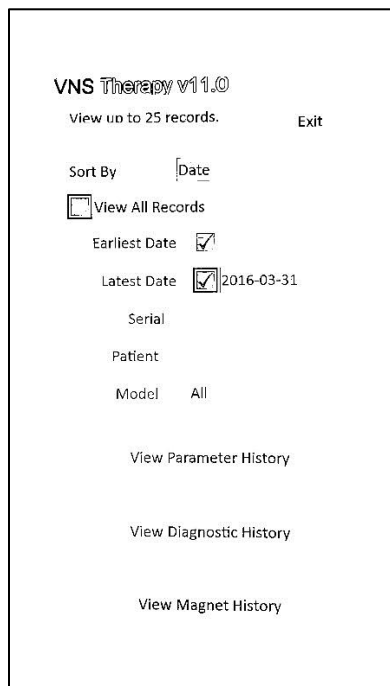 VNS Therapy v11.0
View up to 25 records.
Exit
Sort By Date
View All Records
Earliest Date
Latest Date 2016-03-31
Serial
Patient
Model All
View Parameter History
View Diagnostic History
View Magnet History